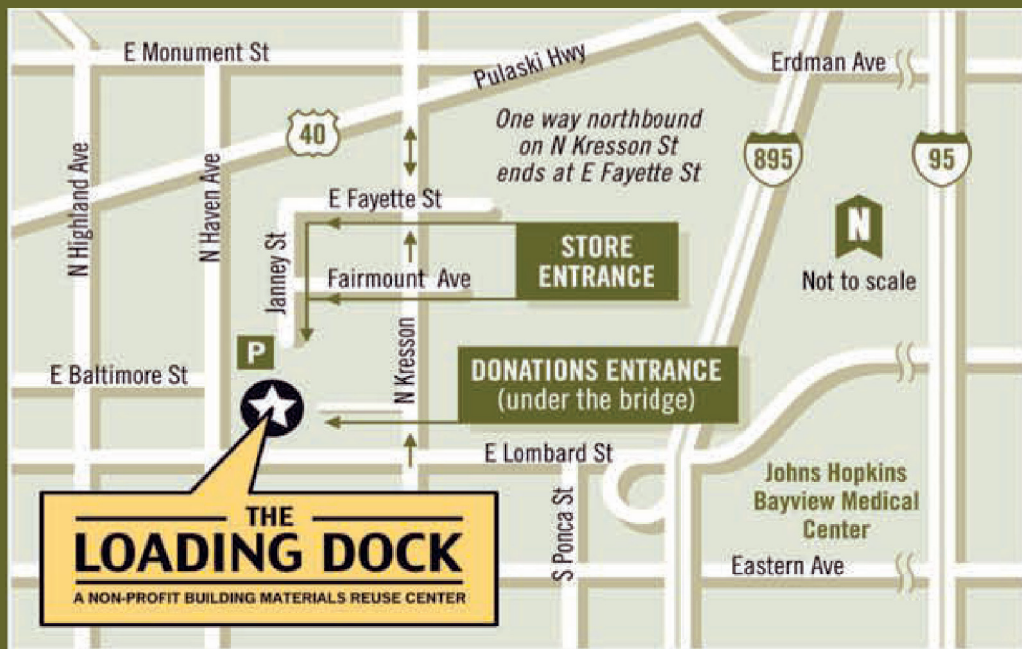 E Monument St
Pulaski Hwy
Erdman Ave
40
One way northbound
on N Kresson St
ends at E Fayette St
895
95
N Highland Ave
N Haven Ave
E Fayette St
STORE
ENTRANCE
N
Not to scale
Janney St
Fairmount Ave
N Kresson
P
E Baltimore St
DONATIONS ENTRANCE
(under the bridge)
E Lombard St
Johns Hopkins
Bayview Medical
Center
S Ponca St
Eastern Ave
THE
LOADING DOCK
A NON-PROFIT BUILDING MATERIALS REUSE CENTER